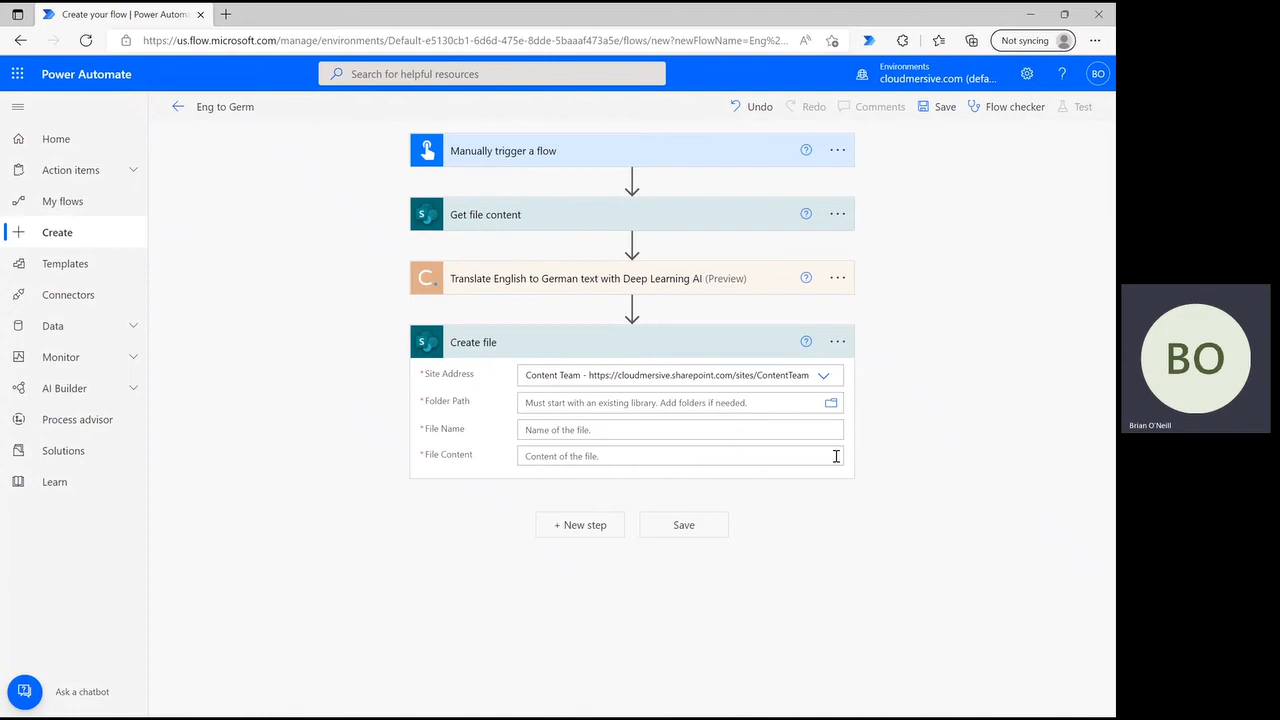 Create your flow | Power Automate
https://us.flow.microsoft.com/manage/environments/Default-e5130cb1-6d6d-475e-8dde-5baaaf473a5e/flows/new?newFlowName=Eng%2...
Not syncing
Power Automate
Search for helpful resources
Environments
cloudmersive.com (defa...
BO
Eng to Germ
Undo
Redo
Comments
Save
Flow checker
Test
Home
Action items
My flows
Create
Templates
Connectors
Data
Monitor
AI Builder
Process advisor
Solutions
Learn
Ask a chatbot
Manually trigger a flow
S
Get file content
C
Translate English to German text with Deep Learning AI (Preview)
S
Create file
* Site Address
Content Team - https://cloudmersive.sharepoint.com/sites/ContentTeam
* Folder Path
Must start with an existing library. Add folders if needed.
* File Name
Name of the file.
* File Content
Content of the file.
+ New step
Save
BO
Brian O'Neill